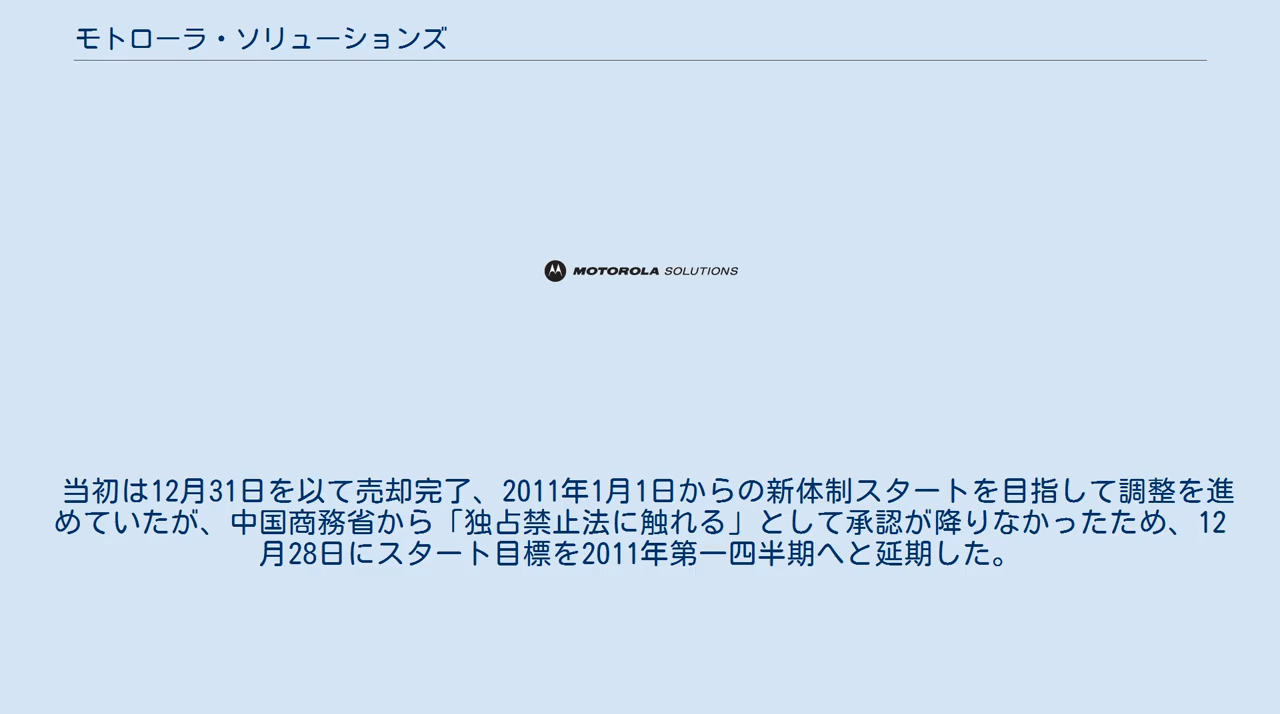 モトローラ・ソリューションズ
MOTOROLA SOLUTIONS
当初は12月31日を以て売却完了、2011年1月1日からの新体制スタートを目指して調整を進
めていたが、中国商務省から「独占禁止法に触れる」として承認が降りなかったため、12
月28日にスタート目標を2011年第一四半期へと延期した。